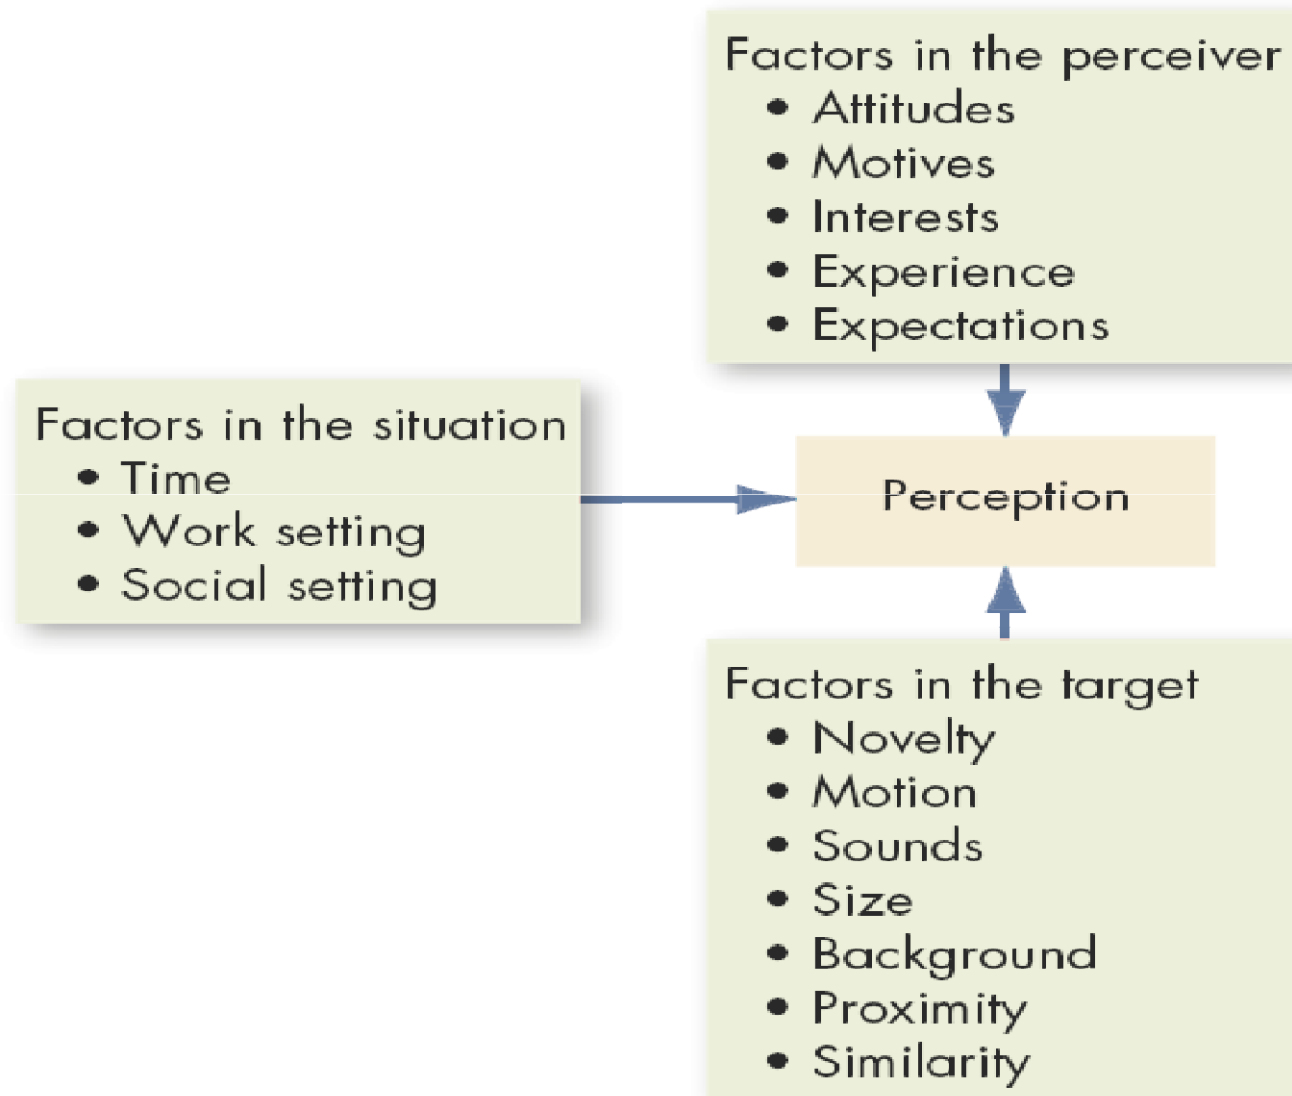 Factors in the perceiver
• Attitudes
• Motives
• Interests
• Experience
• Expectations
Factors in the situation
• Time
• Work setting
• Social setting
Perception
Factors in the target
• Novelty
• Motion
• Sounds
• Size
• Background
• Proximity
• Similarity